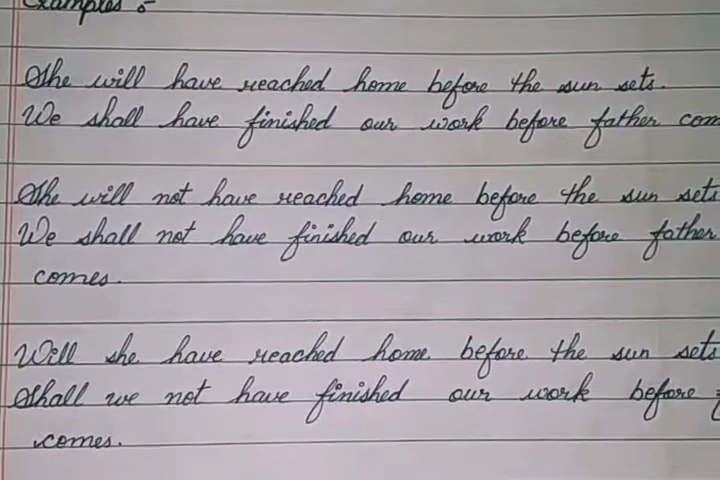 Examples :-
She will have reached home before the sun sets.
We shall have finished our work before father com
She will not have reached home before the sun sets
We shall not have finished our work before father
comes.
Will she have reached home before the sun sets
Shall we not have finished our work before
comes.